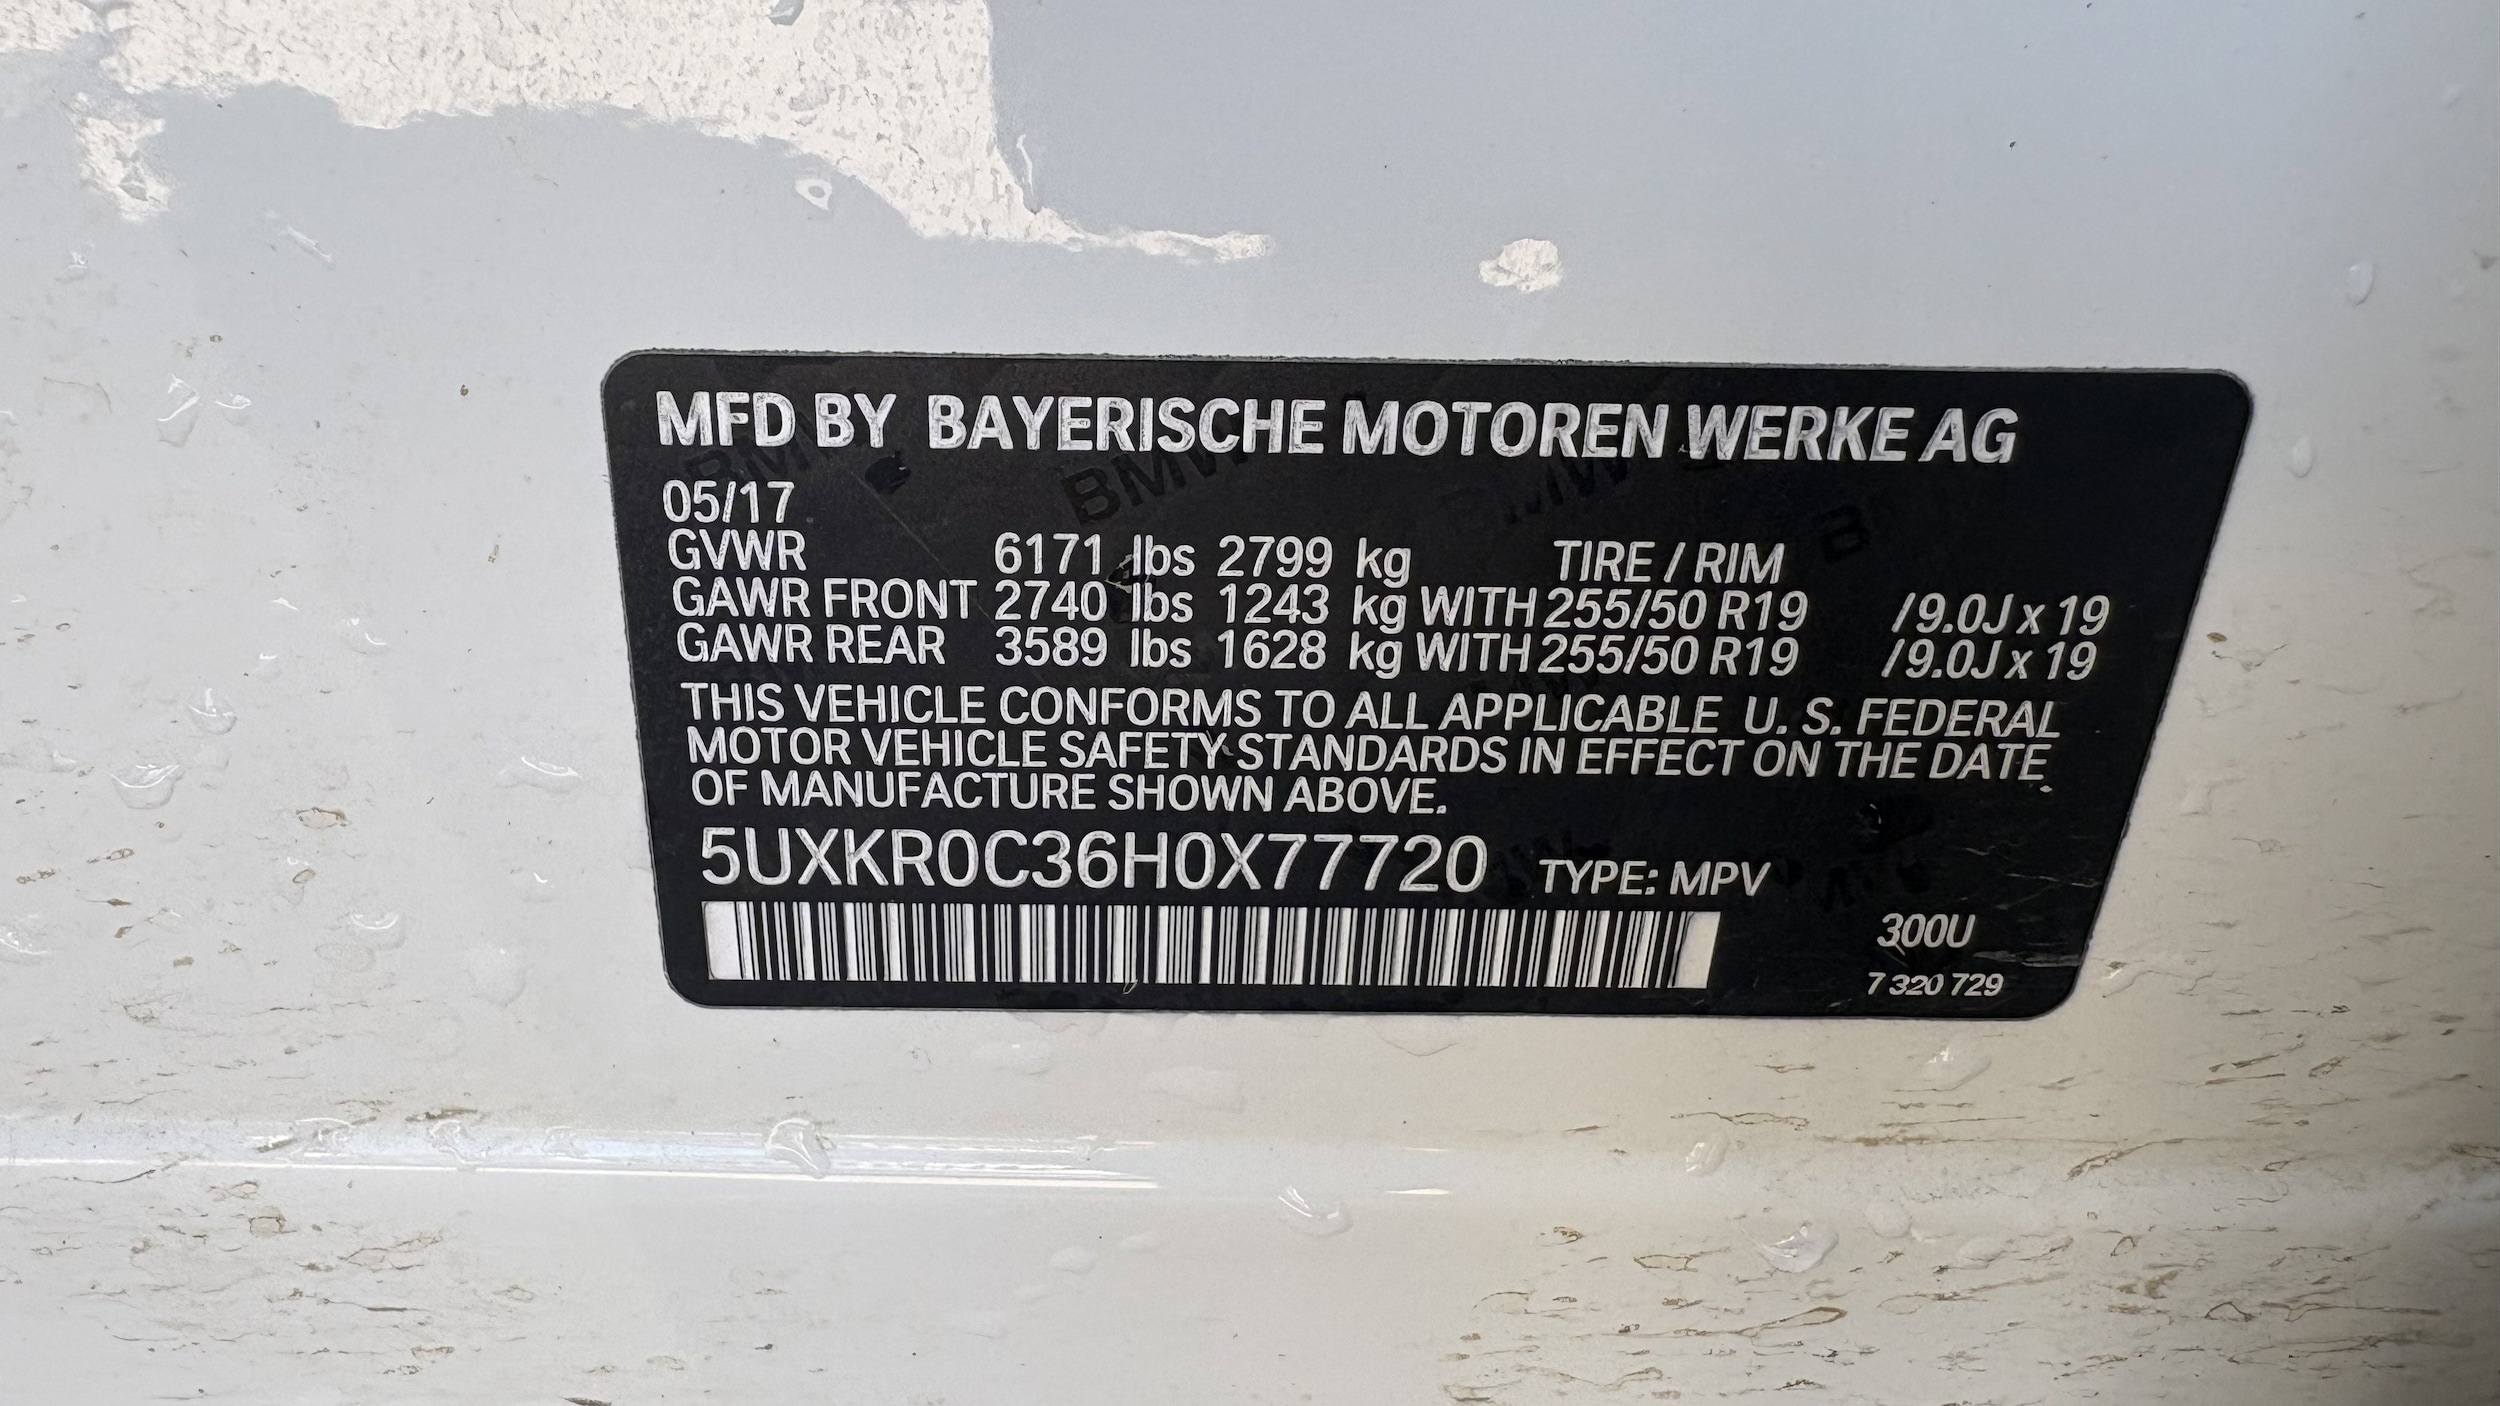 MFD BY BAYERISCHE MOTOREN WERKE AG
05/17
GVWR 6171 lbs 2799 kg TIRE / RIM
GAWR FRONT 2740 lbs 1243 kg WITH 255/50 R19 /9.0J x 19
GAWR REAR 3589 lbs 1628 kg WITH 255/50 R19 /9.0J x 19
THIS VEHICLE CONFORMS TO ALL APPLICABLE U. S. FEDERAL
MOTOR VEHICLE SAFETY STANDARDS IN EFFECT ON THE DATE
OF MANUFACTURE SHOWN ABOVE.
5UXKR0C36H0X77720 TYPE: MPV
300U
7 320 729